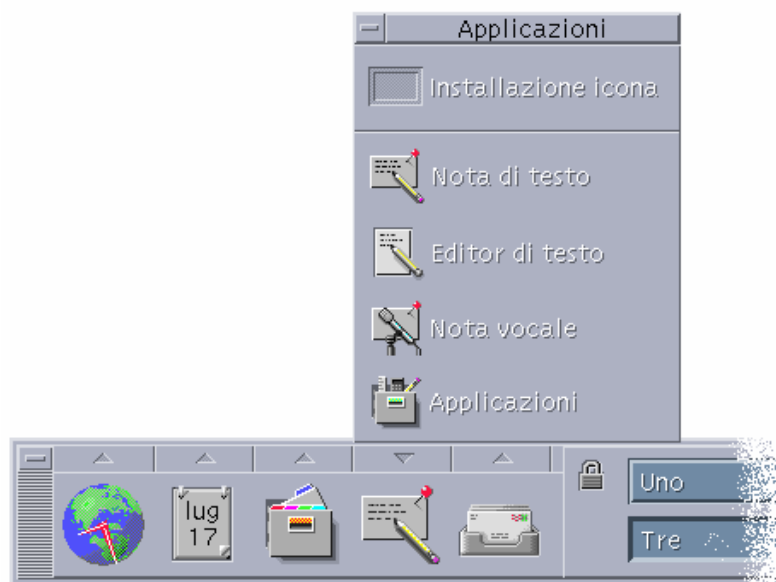 Applicazioni
Installazione icona
Nota di testo
Editor di testo
Nota vocale
Applicazioni
lug
17
Uno
Tre